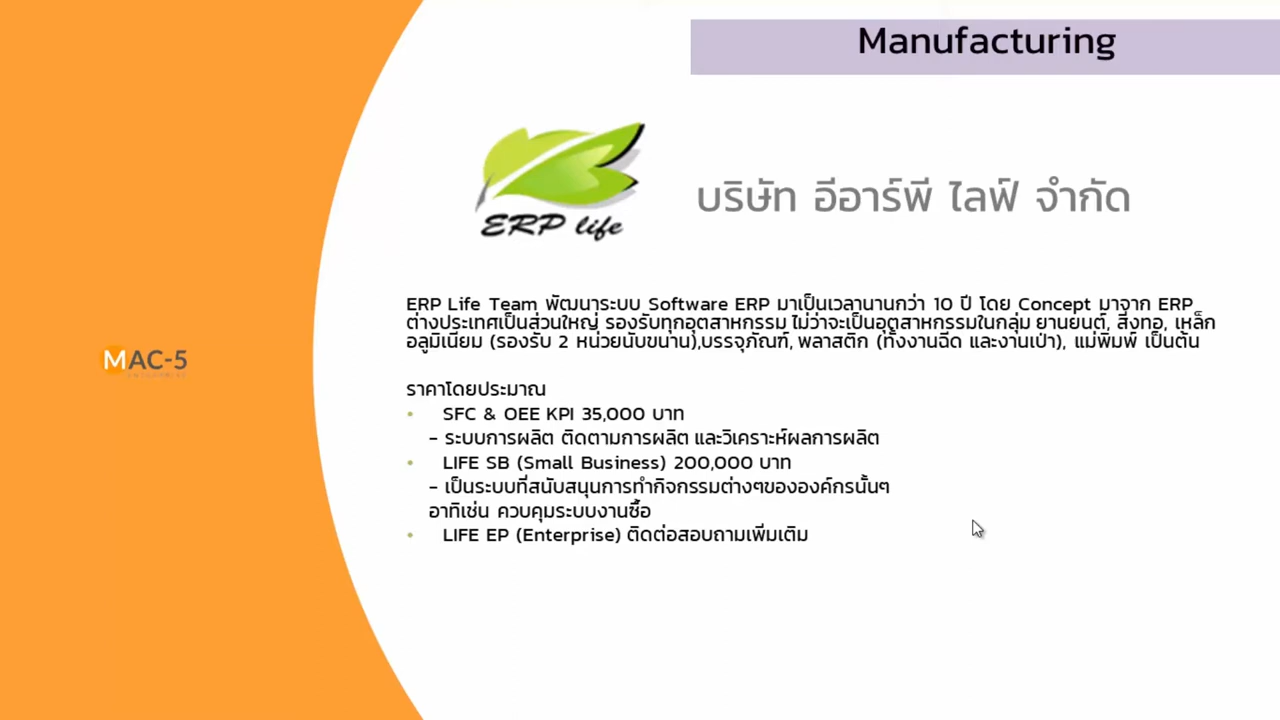 Manufacturing
ERP life
บริษัท อีอาร์พี ไลฟ์ จำกัด
ERP Life Team พัฒนาระบบ Software ERP มาเป็นเวลานานกว่า 10 ปี โดย Concept มาจาก ERP
ต่างประเทศเป็นส่วนใหญ่ รองรับทุกอุตสาหกรรม ไม่ว่าจะเป็นอุตสาหกรรมในกลุ่ม ยานยนต์, สิ่งทอ, เหล็ก
อลูมิเนียม (รองรับ 2 หน่วยนับขนาน),บรรจุภัณฑ์, พลาสติก (ทั้งงานฉีด และงานเป่า), แม่พิมพ์ เป็นต้น
MAC-5
ราคาโดยประมาณ
• SFC & OEE KPI 35,000 บาท
- ระบบการผลิต ติดตามการผลิต และวิเคราะห์ผลการผลิต
• LIFE SB (Small Business) 200,000 บาท
- เป็นระบบที่สนับสนุนการทำกิจกรรมต่างๆขององค์กรนั้นๆ
อาทิเช่น ควบคุมระบบงานซื้อ
• LIFE EP (Enterprise) ติดต่อสอบถามเพิ่มเติม